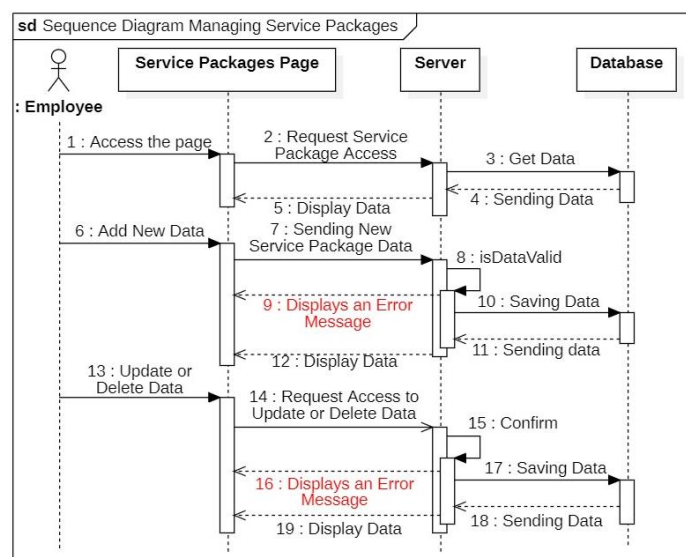 sd Sequence Diagram Managing Service Packages
Service Packages Page
Server
Database
: Employee
1 : Access the page
2 : Request Service
Package Access
3 : Get Data
4 : Sending Data
5 : Display Data
6 : Add New Data
7 : Sending New
Service Package Data
8 : isDataValid
9 : Displays an Error
Message
10 : Saving Data
11 : Sending data
12 : Display Data
13 : Update or
Delete Data
14 : Request Access to
Update or Delete Data
15 : Confirm
16 : Displays an Error
Message
17 : Saving Data
18 : Sending Data
19 : Display Data